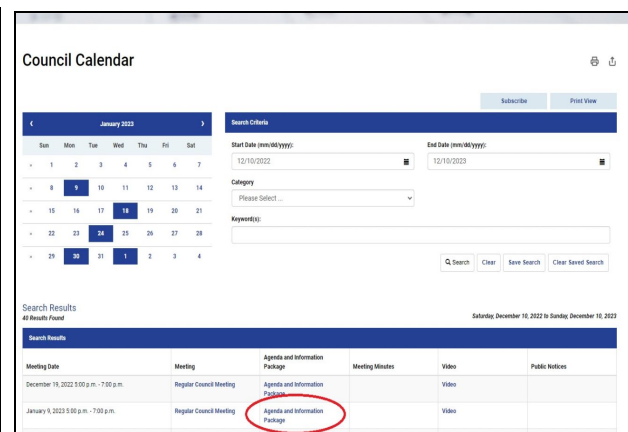 Council Calendar
Subscribe Print View
‹ January 2023 ›
Search Criteria
Sun Mon Tue Wed Thu Fri Sat
Start Date (mm/dd/yyyy): End Date (mm/dd/yyyy):
» 1 2 3 4 5 6 7
12/10/2022 12/10/2023
» 8 9 10 11 12 13 14
Category
Please Select ...
» 15 16 17 18 19 20 21
Keyword(s):
» 22 23 24 25 26 27 28
» 29 30 31 1 2 3 4
Search Clear Save Search Clear Saved Search
Search Results
40 Results Found Saturday, December 10, 2022 to Sunday, December 10, 2023
Search Results
Meeting Date Meeting Agenda and Information Package Meeting Minutes Video Public Notices
December 19, 2022 5:00 p.m. - 7:00 p.m. Regular Council Meeting Agenda and Information Package Video
January 9, 2023 5:00 p.m. - 7:00 p.m. Regular Council Meeting Agenda and Information Package Video